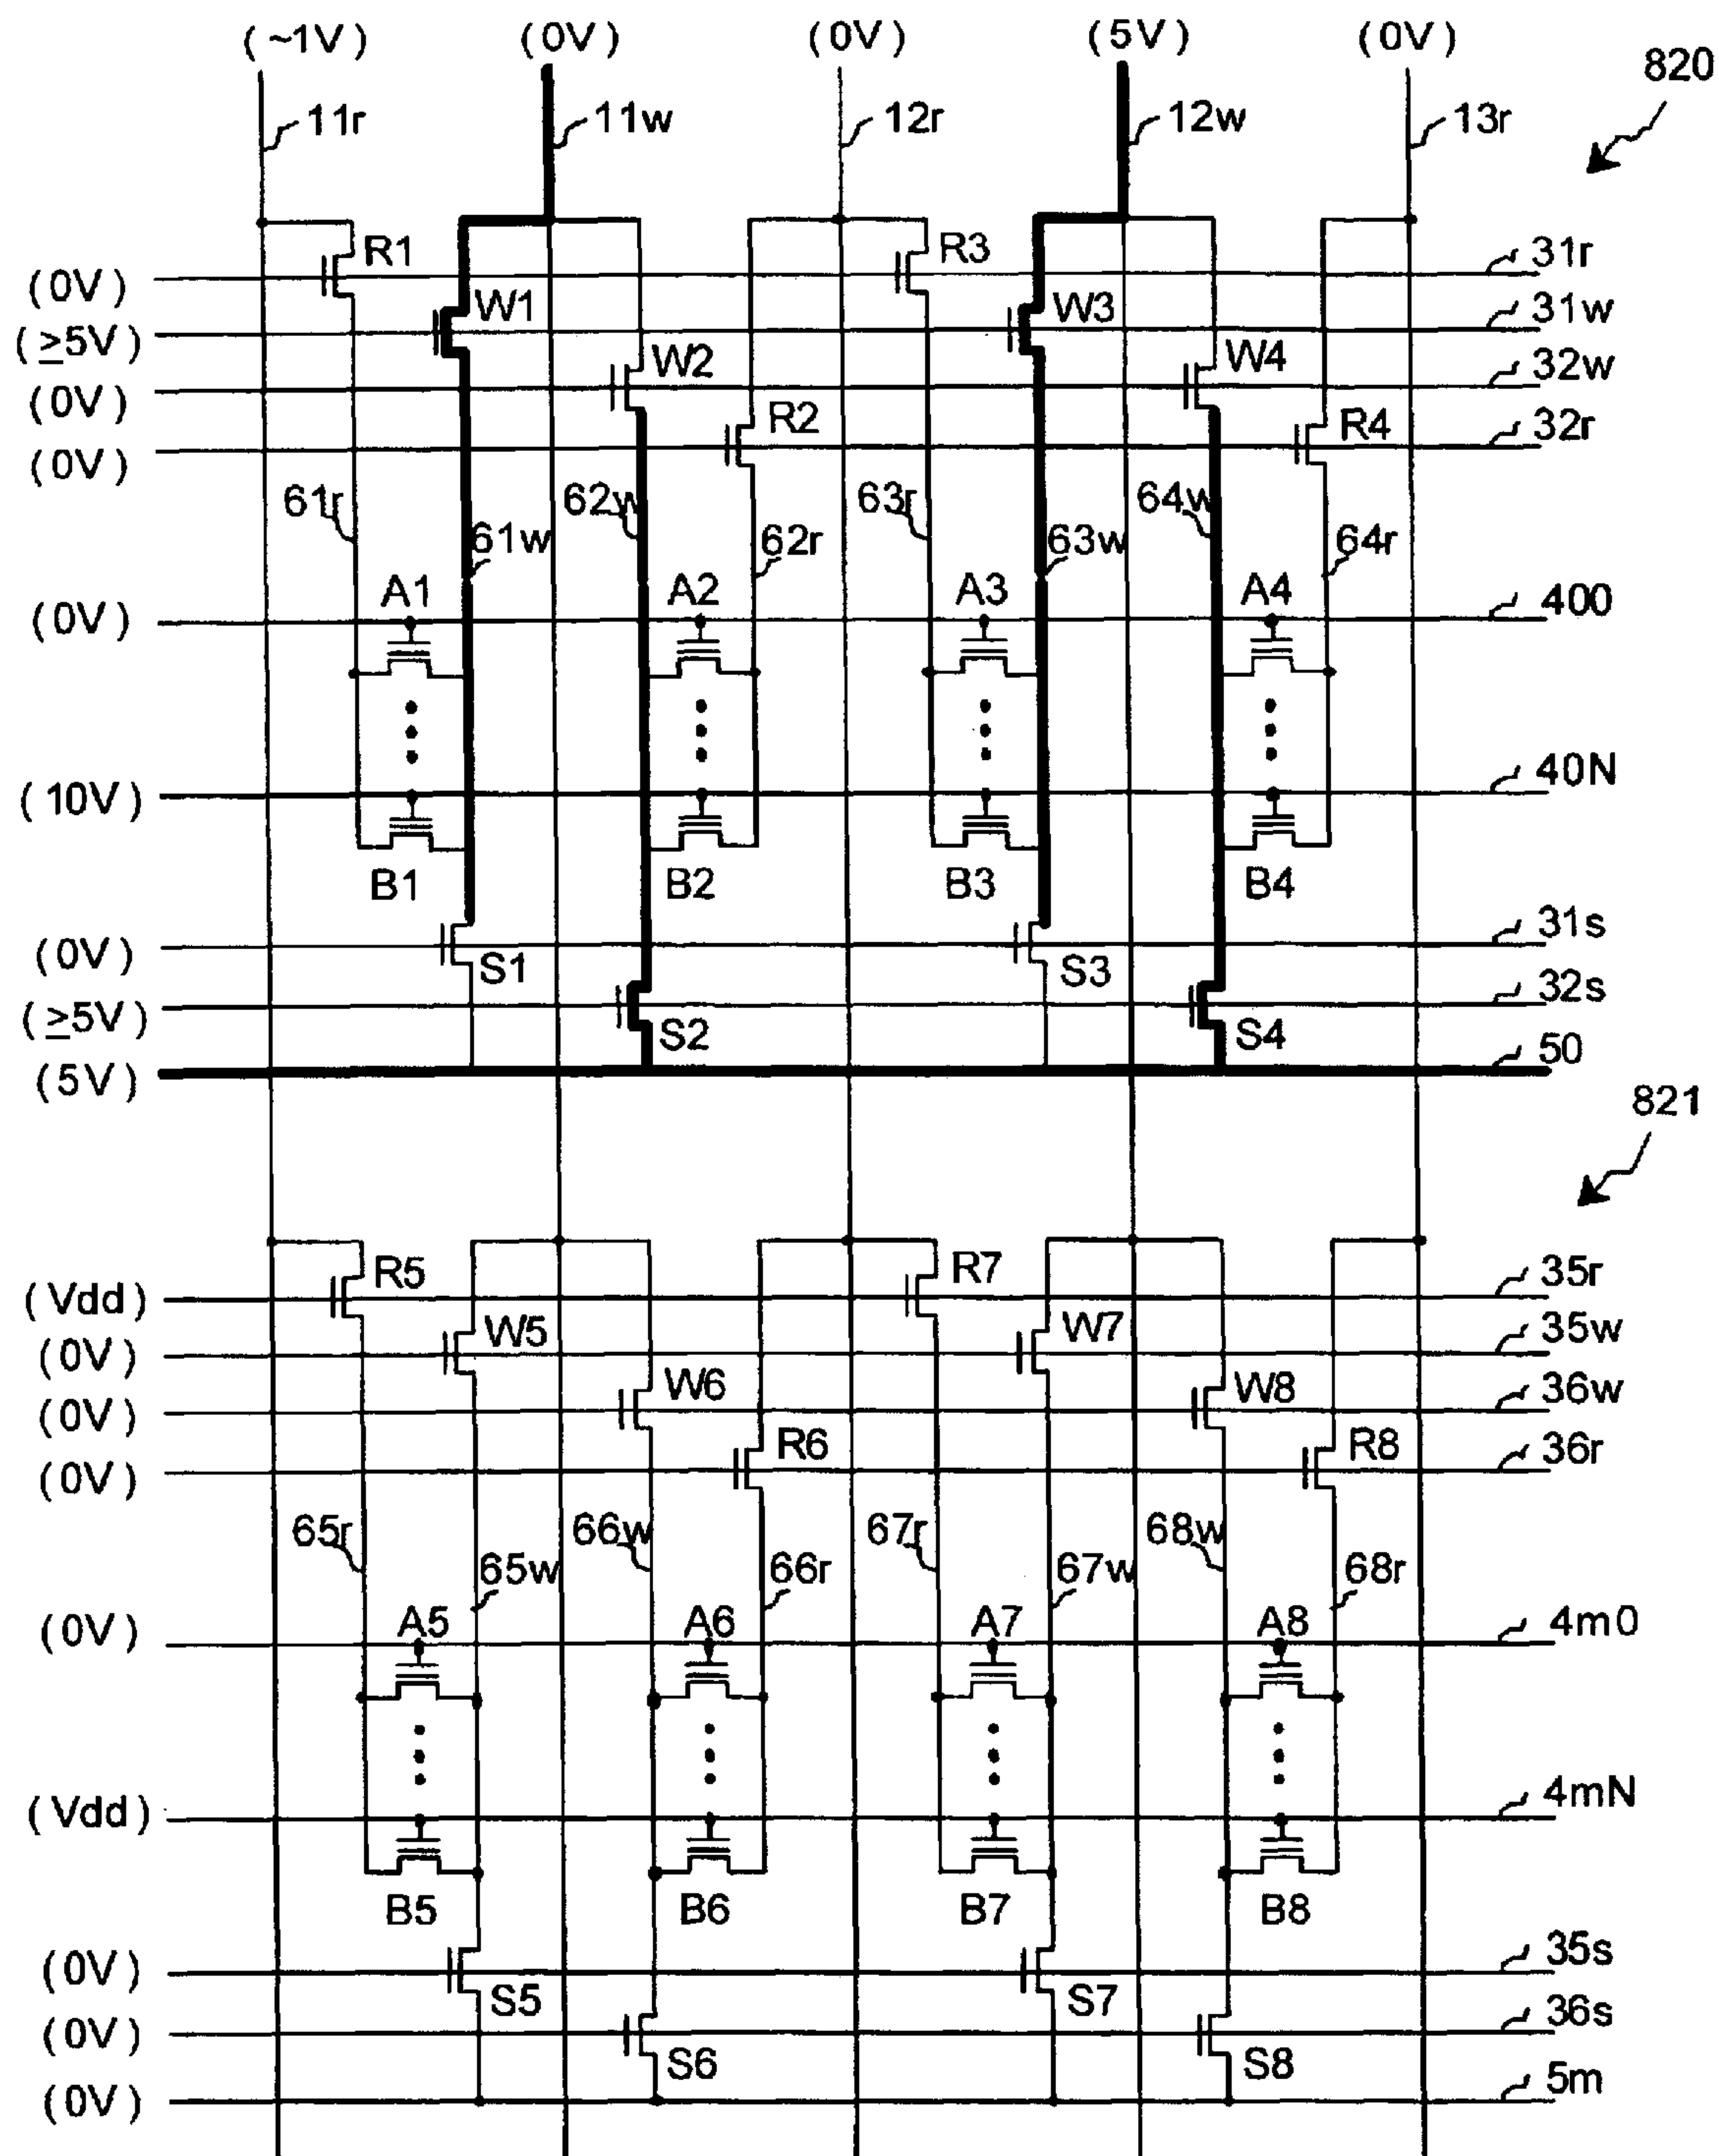 (~1V) (0V) (0V) (5V) (0V)
820
11r 11w 12r 12w 13r
R1 R3 31r
(0V)
W1 W3 31w
(≥5V)
W2 W4 32w
(0V)
R2 R4 32r
(0V)
61r 62w 63r 64w
61w 62r 63w 64r
A1 A2 A3 A4 400
(0V)
40N
(10V)
B1 B2 B3 B4
31s
(0V)
S1 S3
32s
(≥5V)
S2 S4
50
(5V)
821
R5 R7 35r
(Vdd)
W5 W7 35w
(0V)
W6 W8 36w
(0V)
R6 R8 36r
(0V)
65r 66w 67r 68w
65w 66r 67w 68r
A5 A6 A7 A8 4m0
(0V)
4mN
(Vdd)
B5 B6 B7 B8
35s
(0V)
S5 S7
36s
(0V)
S6 S8
5m
(0V)